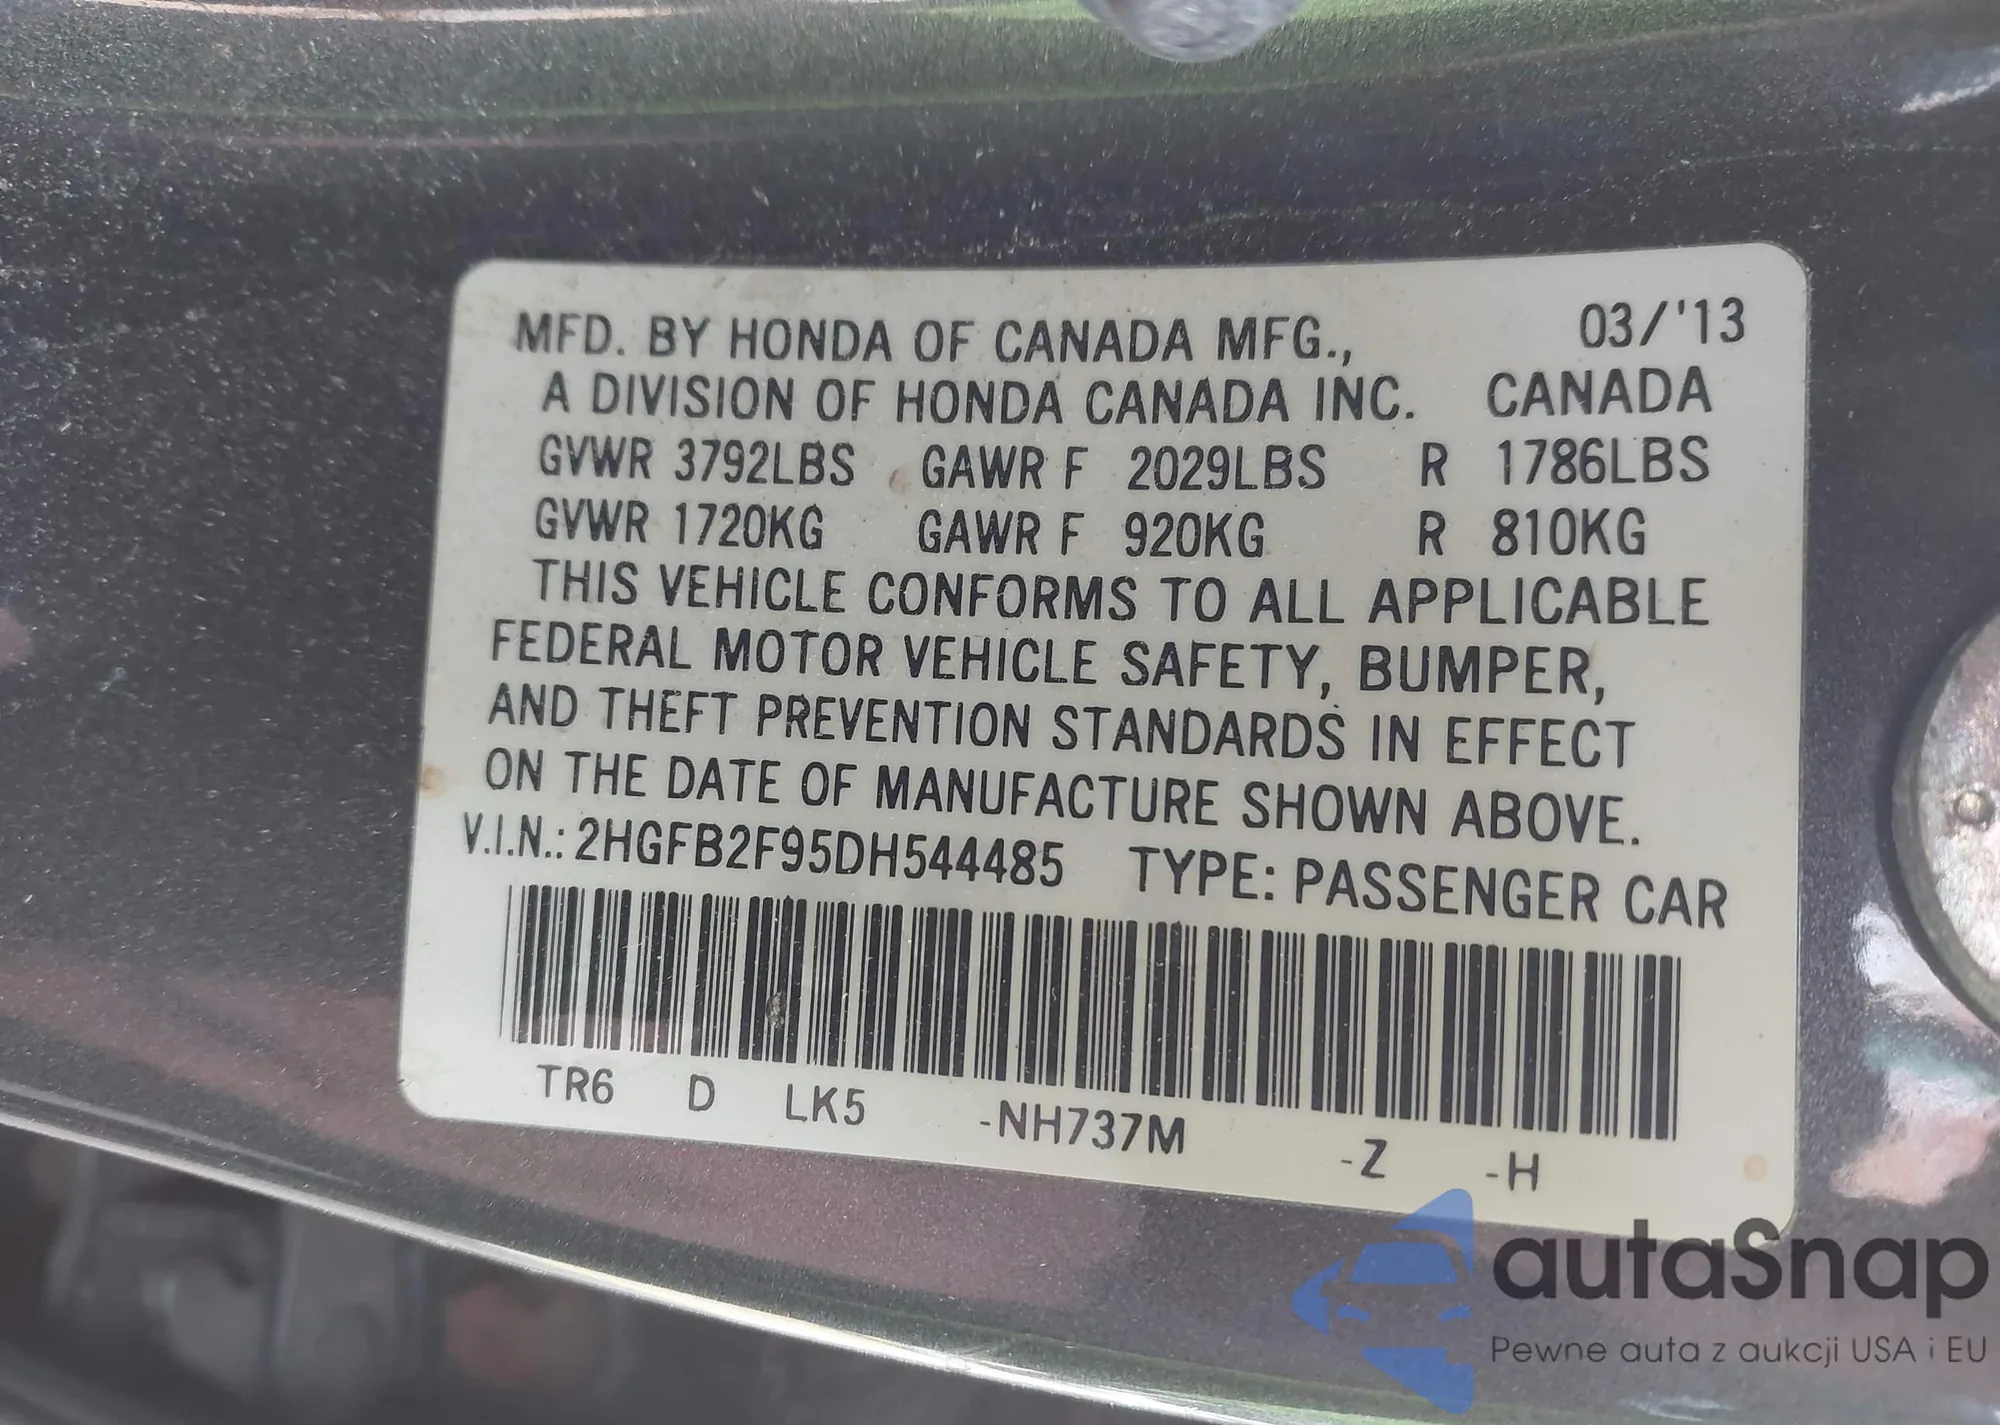 MFD. BY HONDA OF CANADA MFG., 03/'13
A DIVISION OF HONDA CANADA INC. CANADA
GVWR 3792LBS GAWR F 2029LBS R 1786LBS
GVWR 1720KG GAWR F 920KG R 810KG
THIS VEHICLE CONFORMS TO ALL APPLICABLE
FEDERAL MOTOR VEHICLE SAFETY, BUMPER,
AND THEFT PREVENTION STANDARDS IN EFFECT
ON THE DATE OF MANUFACTURE SHOWN ABOVE.
V.I.N.: 2HGFB2F95DH544485 TYPE: PASSENGER CAR
TR6 D LK5 -NH737M -Z -H
autaSnap
Pewne auta z aukcji USA i EU